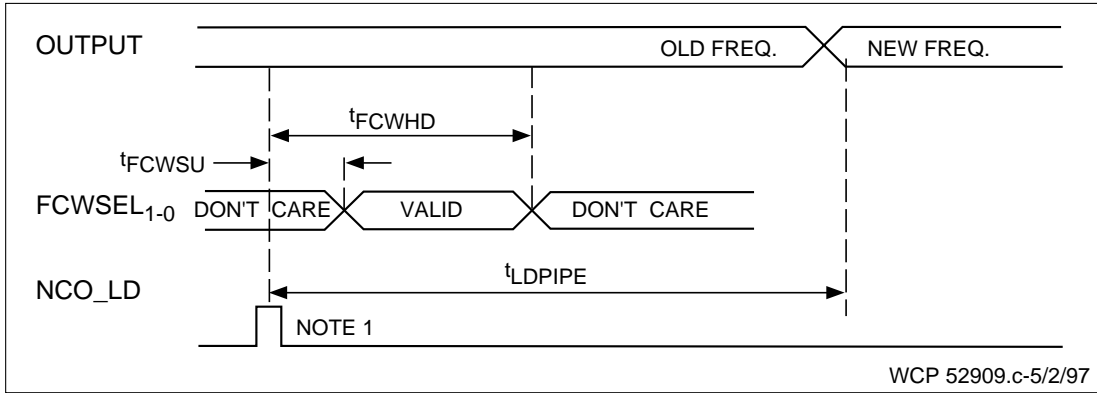 OUTPUT
OLD FREQ.
NEW FREQ.
tFCWHD
tFCWSU
FCWSEL1-0
DON'T CARE
VALID
DON'T CARE
tLDPIPE
NCO_LD
NOTE 1
WCP 52909.c-5/2/97